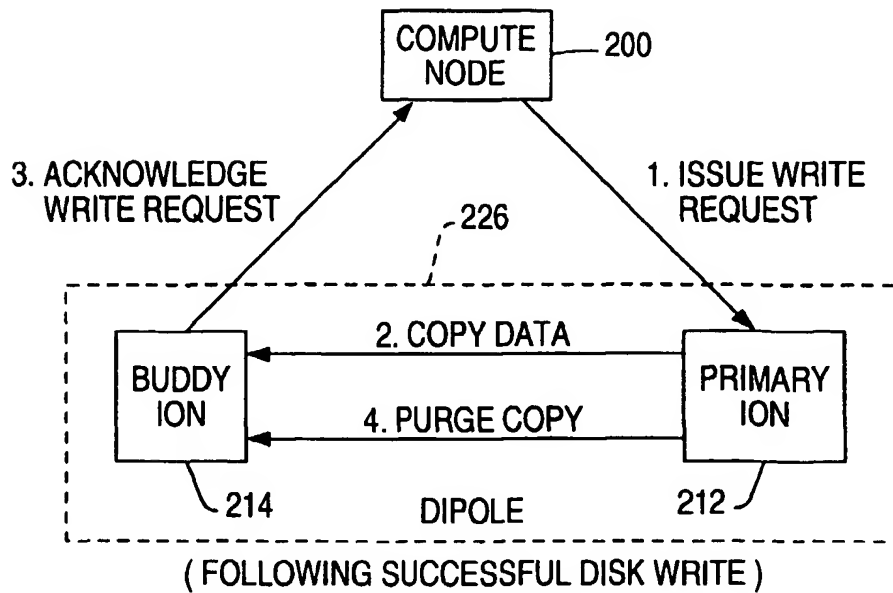 COMPUTE
NODE
200
3. ACKNOWLEDGE
WRITE REQUEST
1. ISSUE WRITE
REQUEST
226
2. COPY DATA
BUDDY
ION
PRIMARY
ION
4. PURGE COPY
214
DIPOLE
212
( FOLLOWING SUCCESSFUL DISK WRITE )